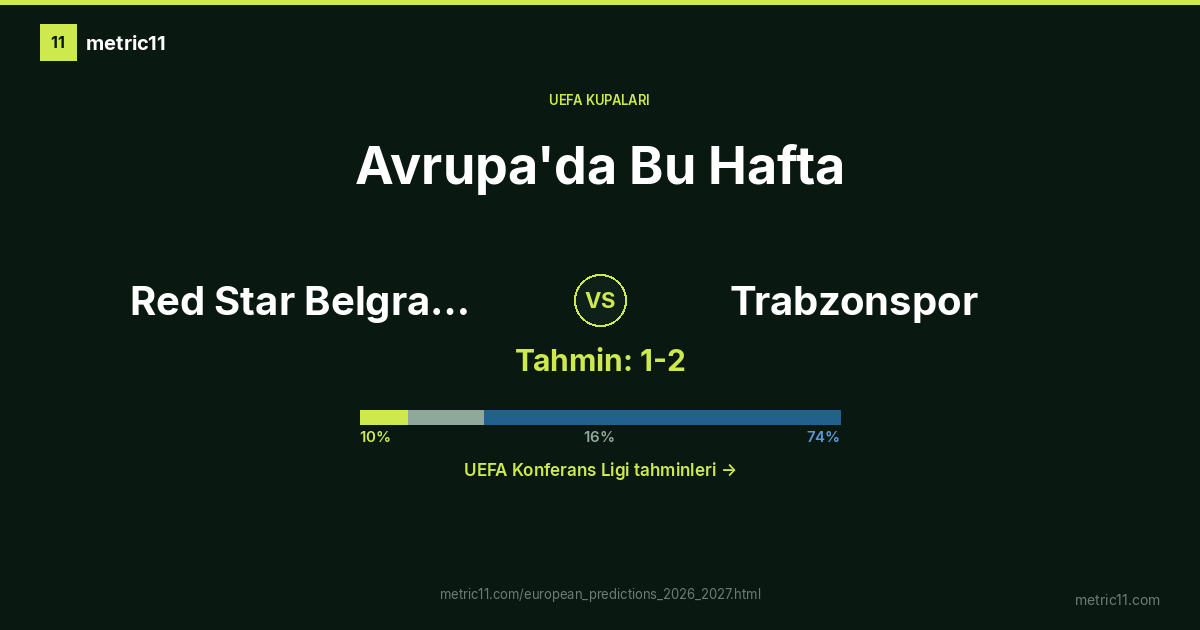 11 metric11
UEFA KUPALARI
Avrupa'da Bu Hafta
Red Star Belgra... VS Trabzonspor
Tahmin: 1-2
10% 16% 74%
UEFA Konferans Ligi tahminleri →
metric11.com/european_predictions_2026_2027.html
metric11.com